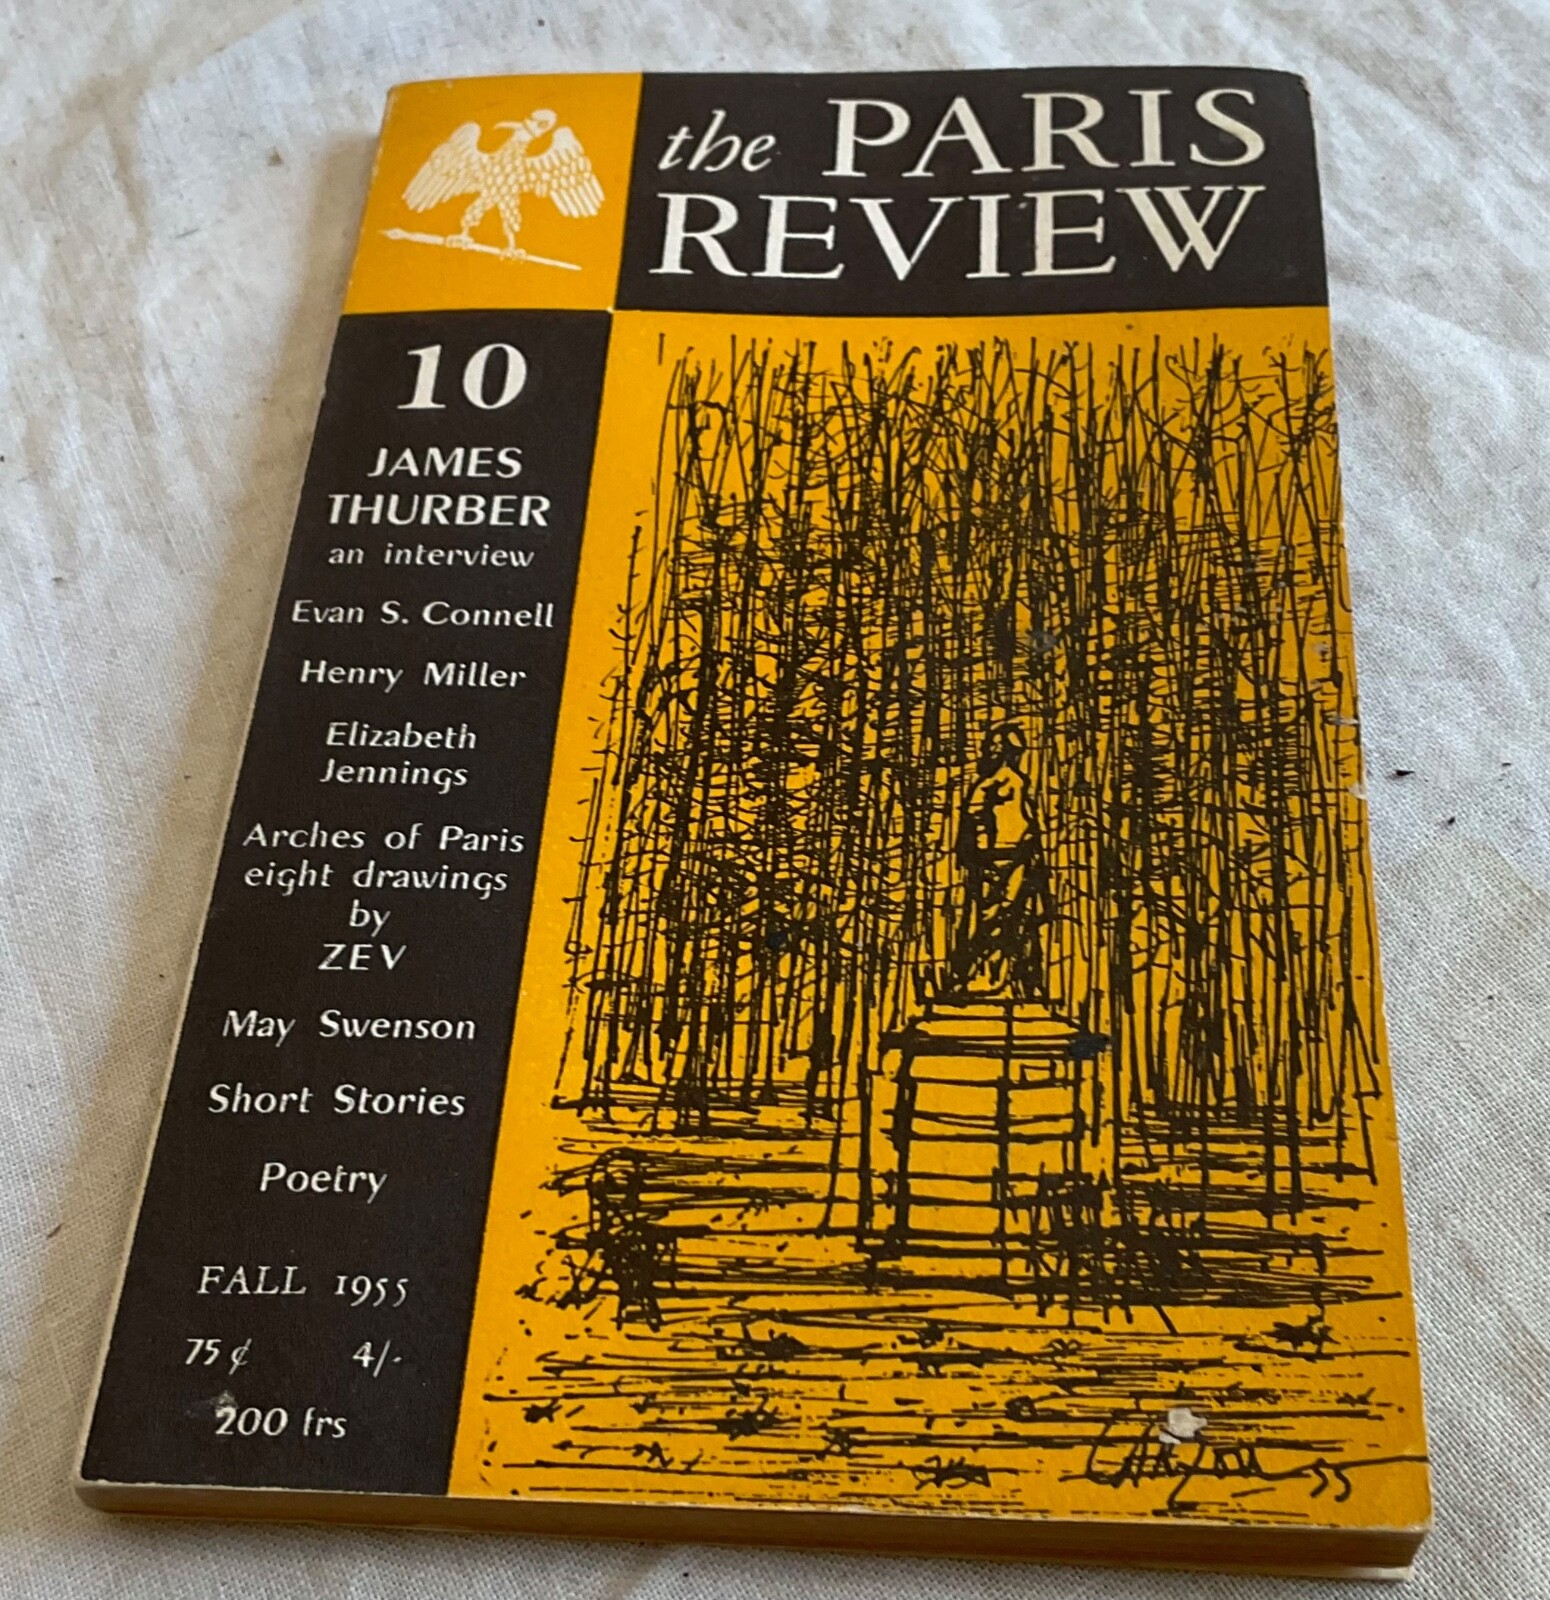 the PARIS
REVIEW
10
JAMES
THURBER
an interview
Evan S. Connell
Henry Miller
Elizabeth
Jennings
Arches of Paris
eight drawings
by
ZEV
May Swenson
Short Stories
Poetry
FALL 1955
75¢ 4/-
200 frs
55